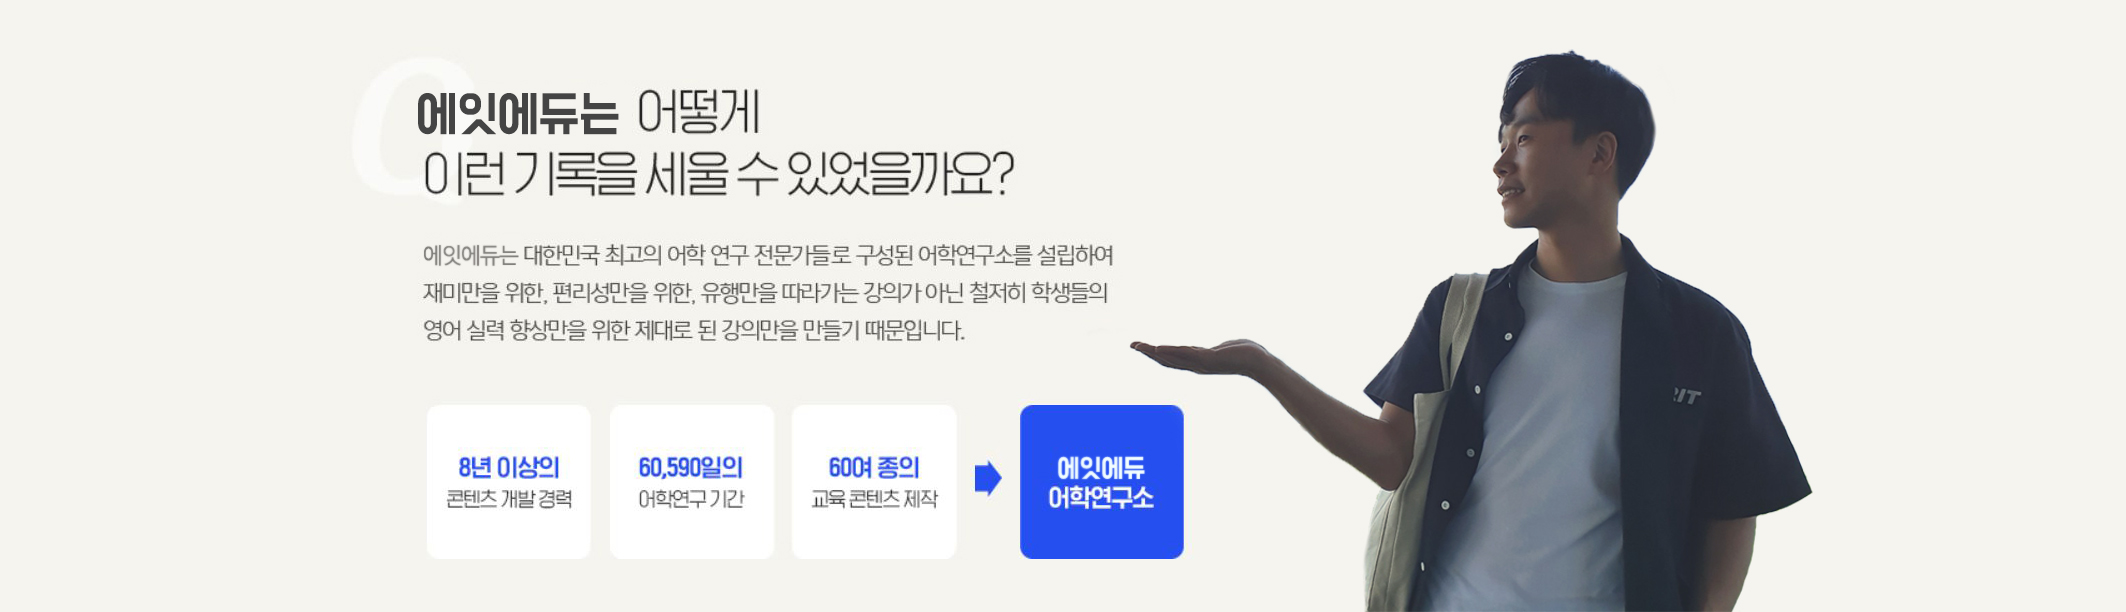 에잇에듀는 어떻게
이런 기록을 세울 수 있었을까요?
에잇에듀는 대한민국 최고의 어학 연구 전문가들로 구성된 어학연구소를 설립하여
재미만을 위한, 편리성만을 위한, 유행만을 따라가는 강의가 아닌 철저히 학생들의
영어 실력 향상만을 위한 제대로 된 강의만을 만들기 때문입니다.
8년 이상의
콘텐츠 개발 경력
60,590일의
어학연구 기간
60여 종의
교육 콘텐츠 제작
에잇에듀
어학연구소